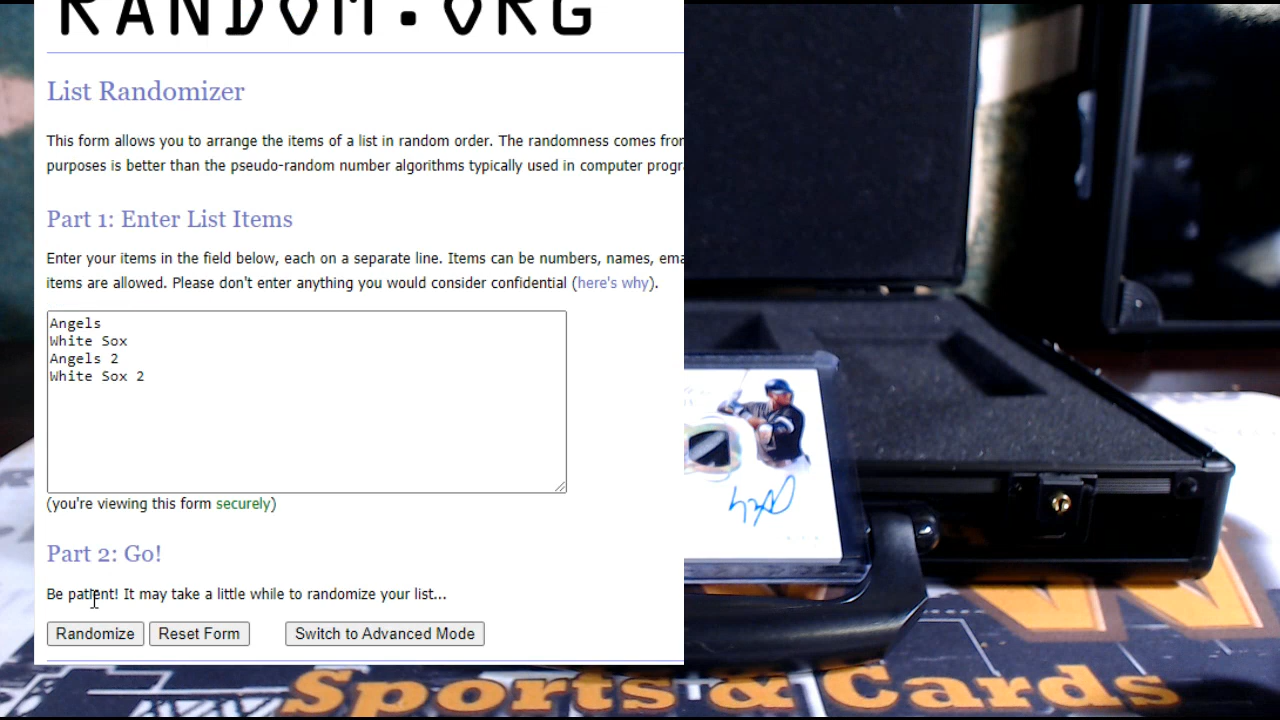 RANDOM.ORG
List Randomizer
This form allows you to arrange the items of a list in random order. The randomness comes from
purposes is better than the pseudo-random number algorithms typically used in computer progr
Part 1: Enter List Items
Enter your items in the field below, each on a separate line. Items can be numbers, names, ema
items are allowed. Please don't enter anything you would consider confidential (here's why).
Angels
White Sox
Angels 2
White Sox 2
(you're viewing this form securely)
Part 2: Go!
Be patient! It may take a little while to randomize your list...
Randomize
Reset Form
Switch to Advanced Mode
Sports & Cards